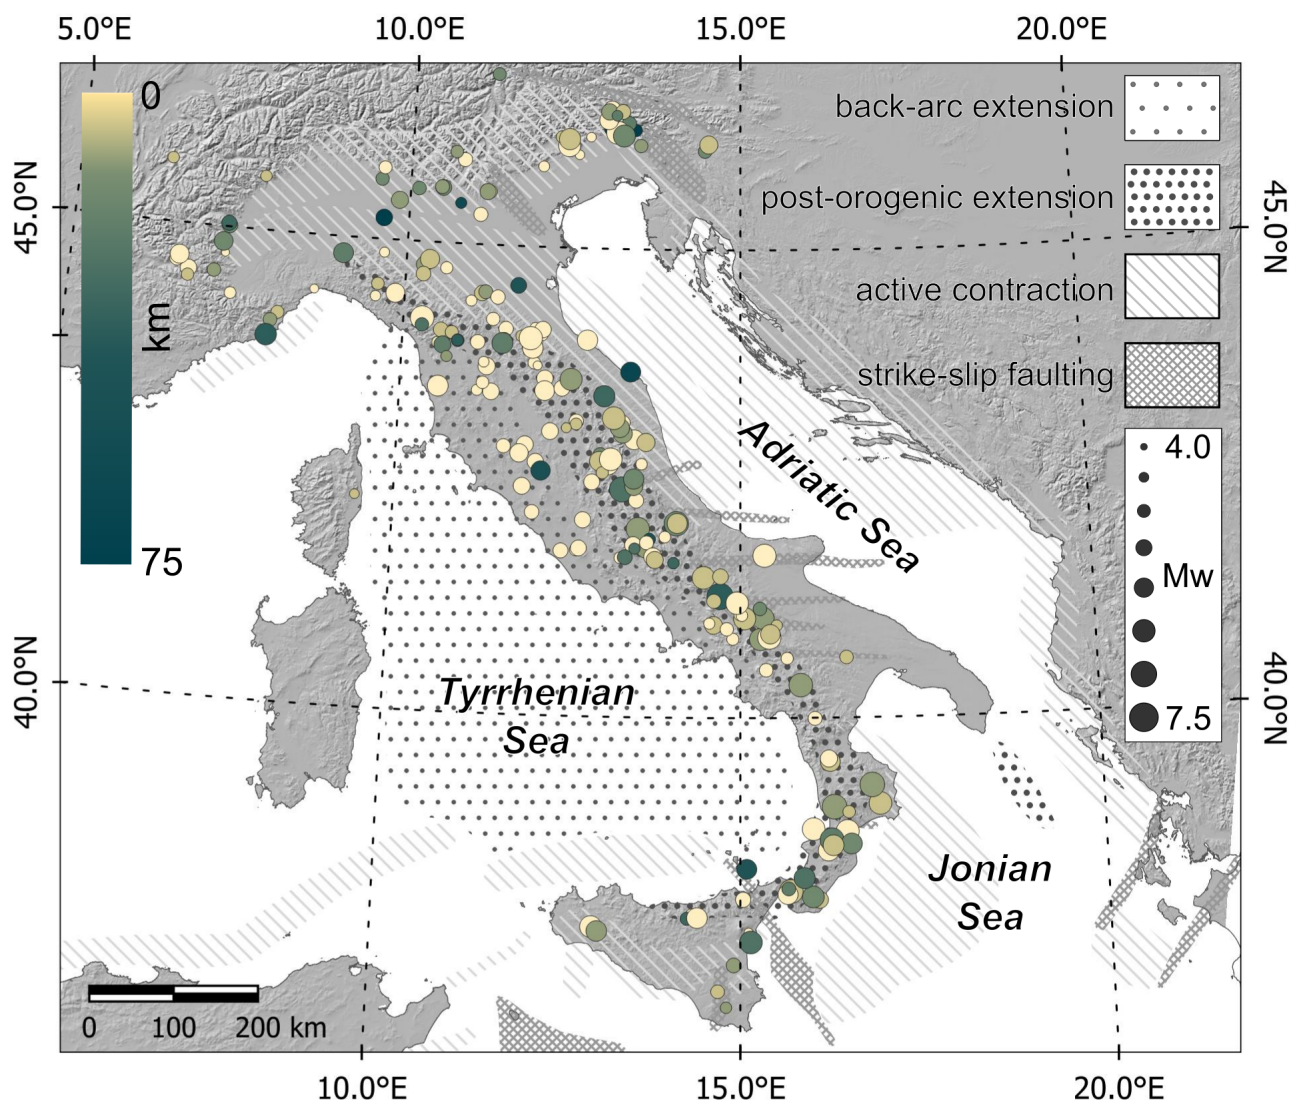 5.0°E
10.0°E
15.0°E
20.0°E
0
km
75
back-arc extension
post-orogenic extension
active contraction
strike-slip faulting
4.0
Mw
7.5
45.0°N
45.0°N
40.0°N
40.0°N
Adriatic Sea
Tyrrhenian
Sea
Jonian
Sea
0
100
200 km
10.0°E
15.0°E
20.0°E